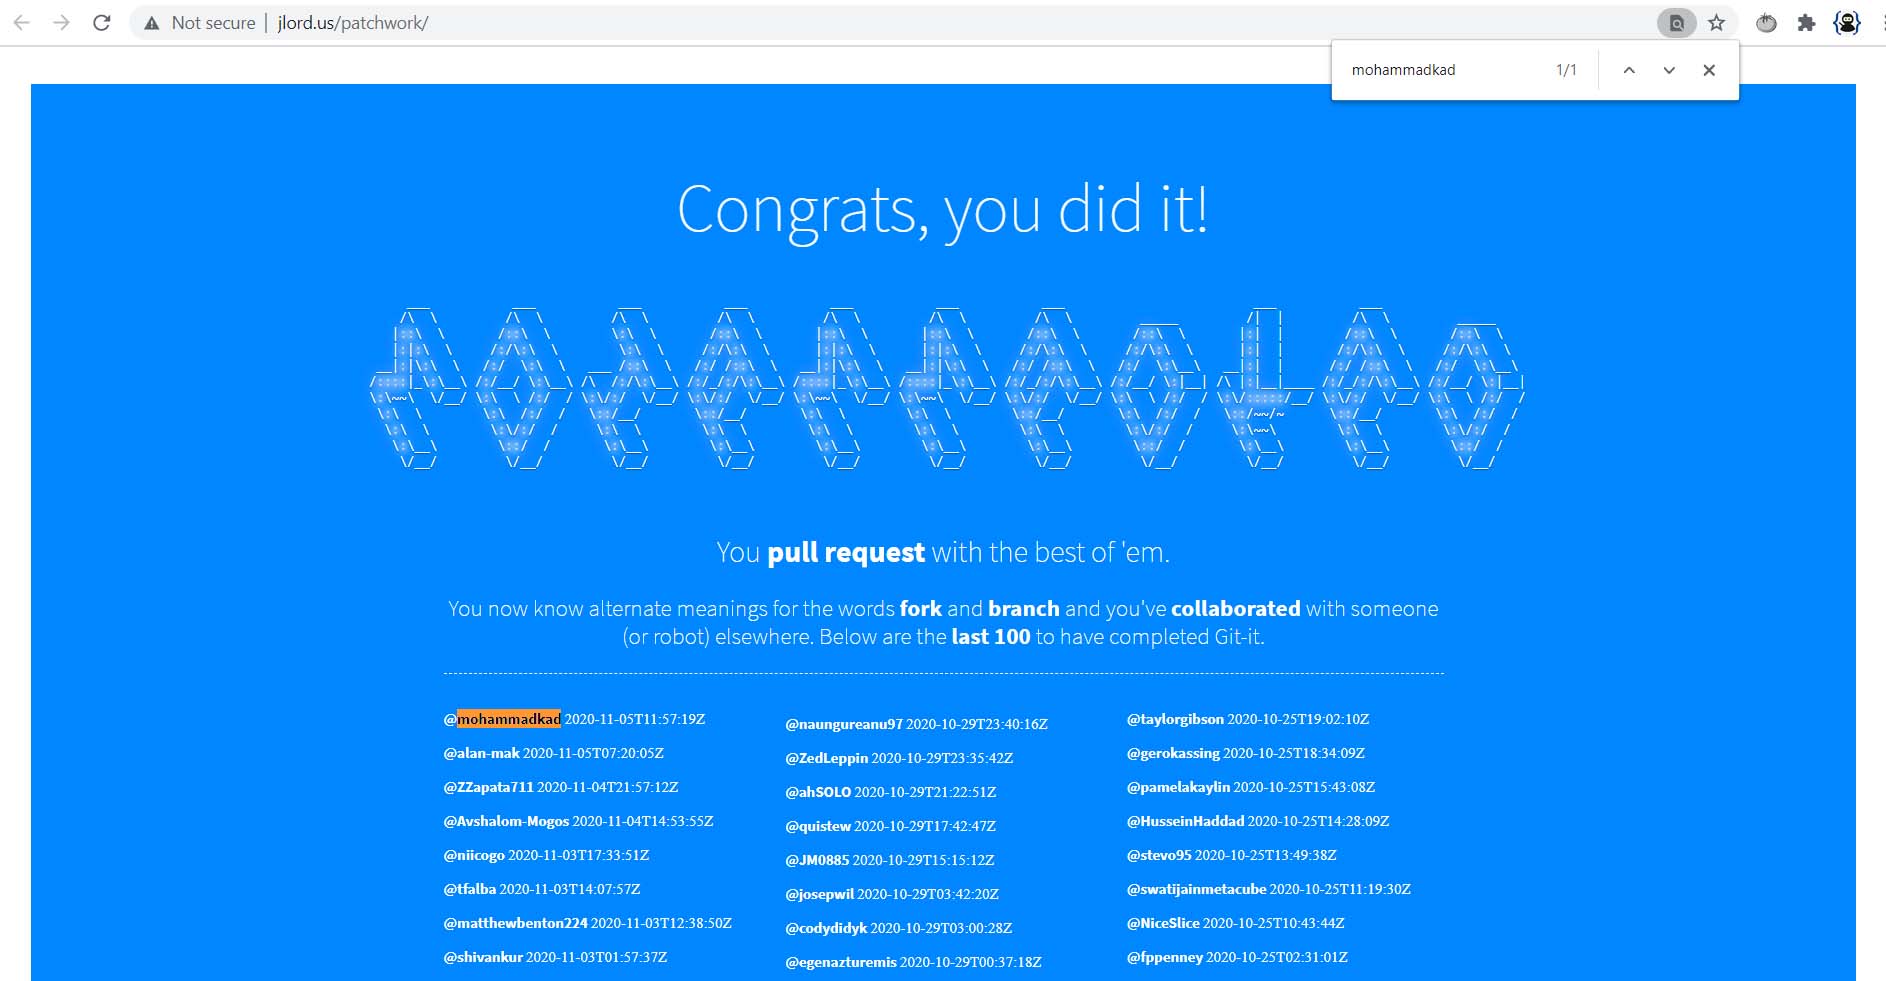 Not secure | jlord.us/patchwork/
mohammadkad 1/1
Congrats, you did it!
You pull request with the best of 'em.
You now know alternate meanings for the words fork and branch and you've collaborated with someone
(or robot) elsewhere. Below are the last 100 to have completed Git-it.
@mohammadkad 2020-11-05T11:57:19Z
@alan-mak 2020-11-05T07:20:05Z
@ZZapata711 2020-11-04T21:57:12Z
@Avshalom-Mogos 2020-11-04T14:53:55Z
@niicogo 2020-11-03T17:33:51Z
@tfalba 2020-11-03T14:07:57Z
@matthewbenton224 2020-11-03T12:38:50Z
@shivankur 2020-11-03T01:57:37Z
@naungureanu97 2020-10-29T23:40:16Z
@ZedLeppin 2020-10-29T23:35:42Z
@ahSOLO 2020-10-29T21:22:51Z
@quistew 2020-10-29T17:42:47Z
@JM0885 2020-10-29T15:15:12Z
@josepwil 2020-10-29T03:42:20Z
@codydidyk 2020-10-29T03:00:28Z
@egenazturemis 2020-10-29T00:37:18Z
@taylorgibson 2020-10-25T19:02:10Z
@gerokassing 2020-10-25T18:34:09Z
@pamelakaylin 2020-10-25T15:43:08Z
@HusseinHaddad 2020-10-25T14:28:09Z
@stevo95 2020-10-25T13:49:38Z
@swatijainmetacube 2020-10-25T11:19:30Z
@NiceSlice 2020-10-25T10:43:44Z
@fppenney 2020-10-25T02:31:01Z